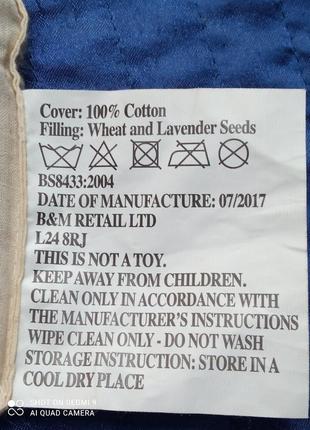 Cover: 100% Cotton
Filling: Wheat and Lavender Seeds
BS8433:2004
DATE OF MANUFACTURE: 07/2017
B&M RETAIL LTD
L24 8RJ
THIS IS NOT A TOY.
KEEP AWAY FROM CHILDREN.
CLEAN ONLY IN ACCORDANCE WITH
THE MANUFACTURER'S INSTRUCTIONS
WIPE CLEAN ONLY - DO NOT WASH
STORAGE INSTRUCTION: STORE IN A
COOL DRY PLACE
SHOT ON REDMI 9
AI QUAD CAMERA